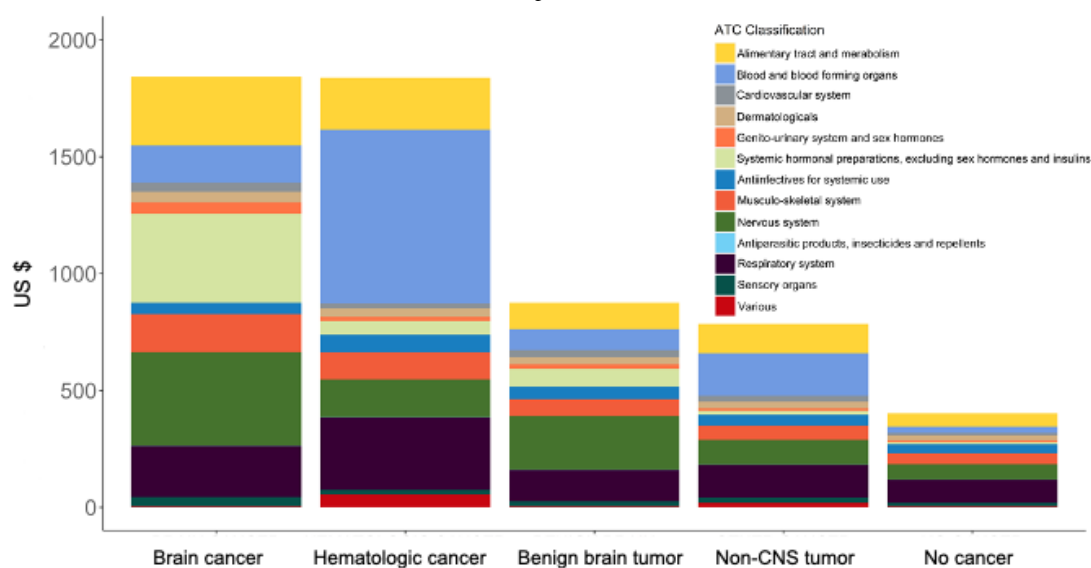 2000
1500
1000
500
0
US $
ATC Classification
Alimentary tract and merabolism
Blood and blood forming organs
Cardiovascular system
Dermatologicals
Genito-urinary system and sex hormones
Systemic hormonal preparations, excluding sex hormones and insulins
Antiinfectives for systemic use
Musculo-skeletal system
Nervous system
Antiparasitic products, insecticides and repellents
Respiratory system
Sensory organs
Various
Brain cancer Hematologic cancer Benign brain tumor Non-CNS tumor No cancer